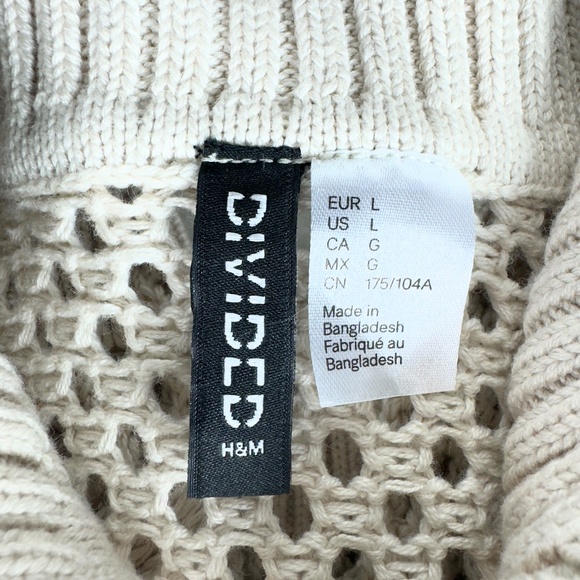 DIVIDED
H&M
EUR L
US L
CA G
MX G
CN 175/104A
Made in
Bangladesh
Fabriqué au
Bangladesh